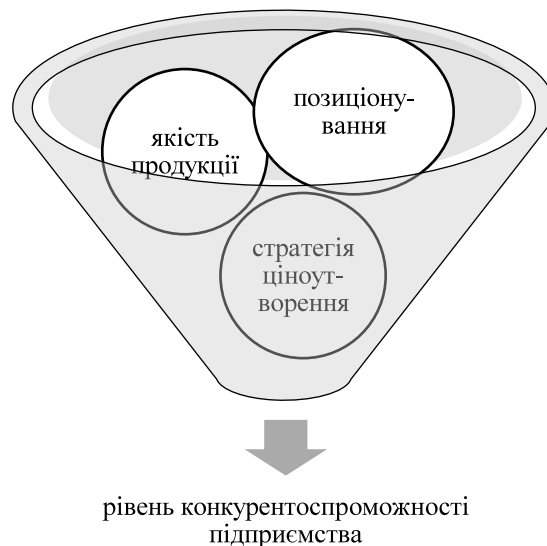 позиціону-
вання
якість
продукції
стратегія
ціноут-
ворення
рівень конкурентоспроможності
підприємства